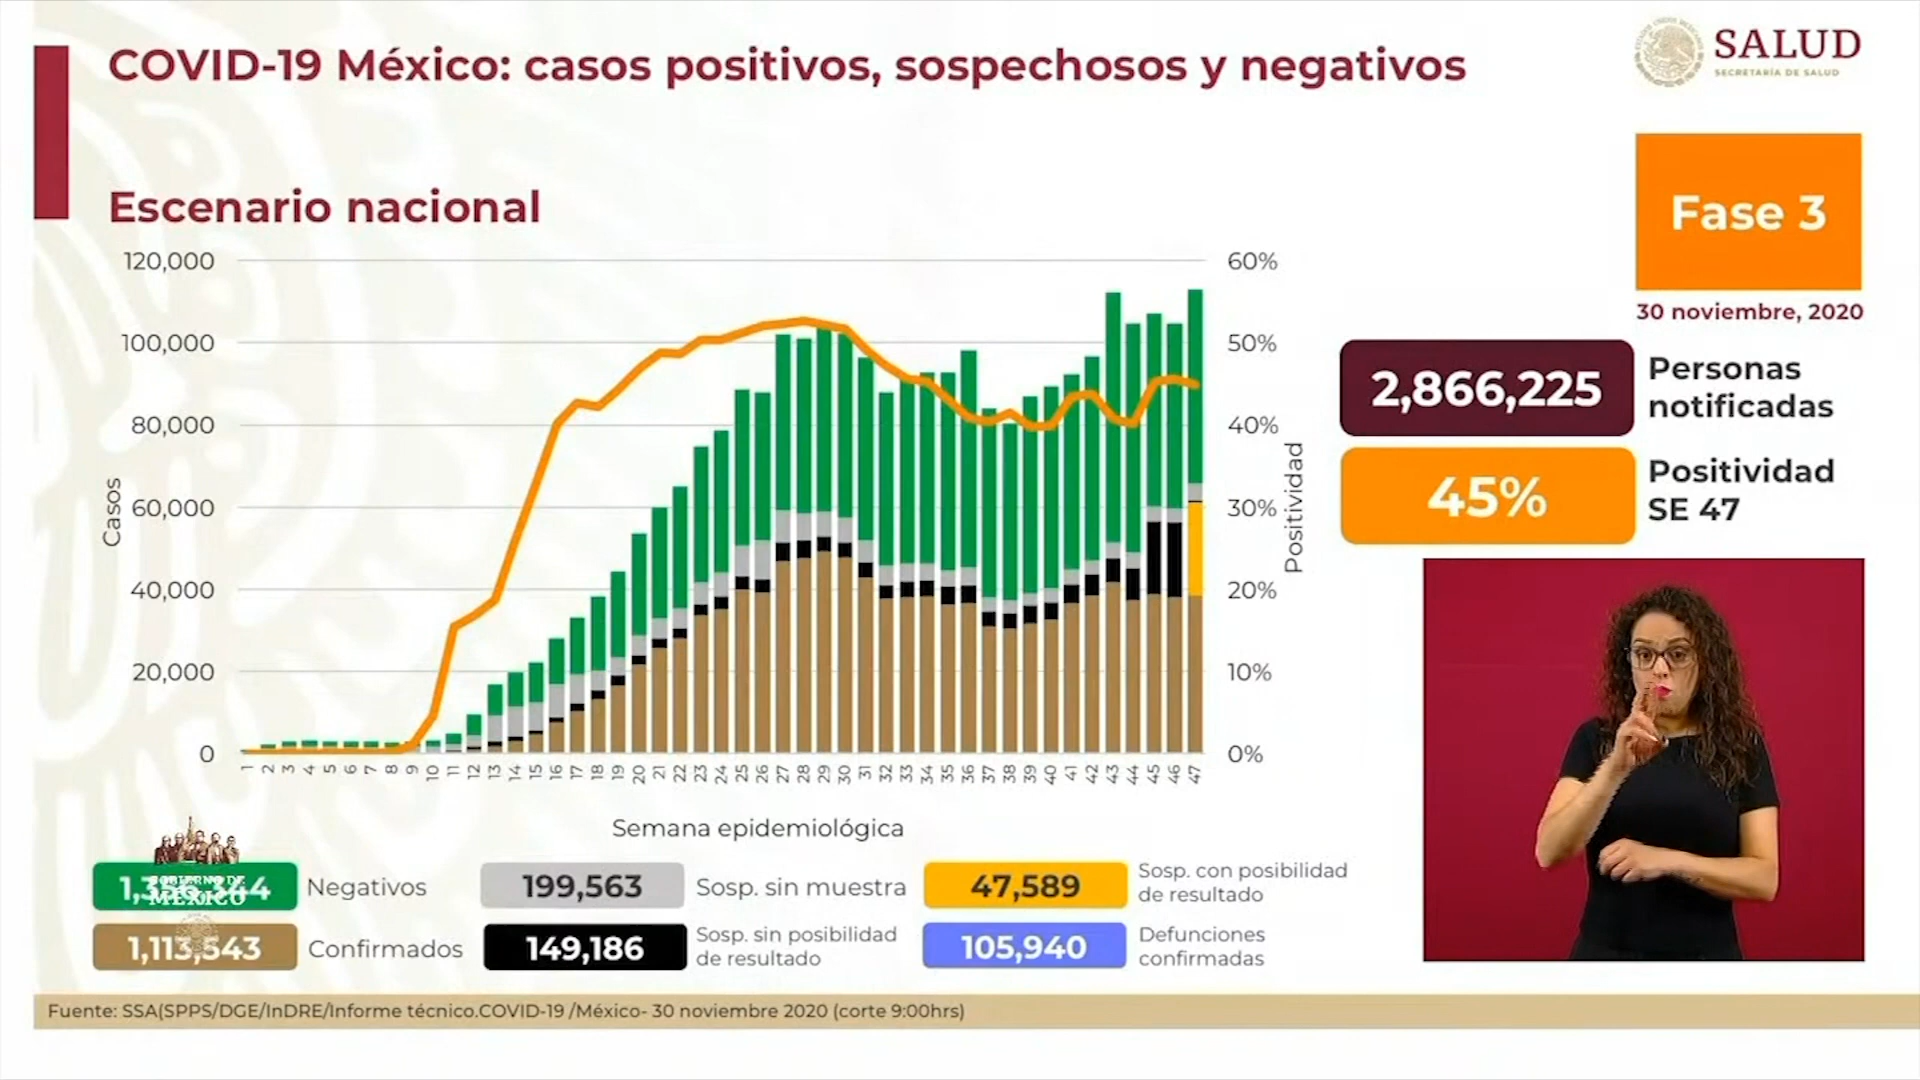 COVID-19 México: casos positivos, sospechosos y negativos
SALUD
SECRETARÍA DE SALUD
Escenario nacional
Fase 3
30 noviembre, 2020
2,866,225
Personas
notificadas
45%
Positividad
SE 47
Casos
120,000
100,000
80,000
60,000
40,000
20,000
0
60%
50%
40%
30%
20%
10%
0%
Positividad
1 2 3 4 5 6 7 8 9 10 11 12 13 14 15 16 17 18 19 20 21 22 23 24 25 26 27 28 29 30 31 32 33 34 35 36 37 38 39 40 41 42 43 44 45 46 47
Semana epidemiológica
GOBIERNO DE
MÉXICO
Negativos
199,563
Sosp. sin muestra
47,589
Sosp. con posibilidad
de resultado
1,113,543
Confirmados
149,186
Sosp. sin posibilidad
de resultado
105,940
Defunciones
confirmadas
Fuente: SSA(SPPS/DGE/InDRE/Informe técnico.COVID-19 /México- 30 noviembre 2020 (corte 9:00hrs)